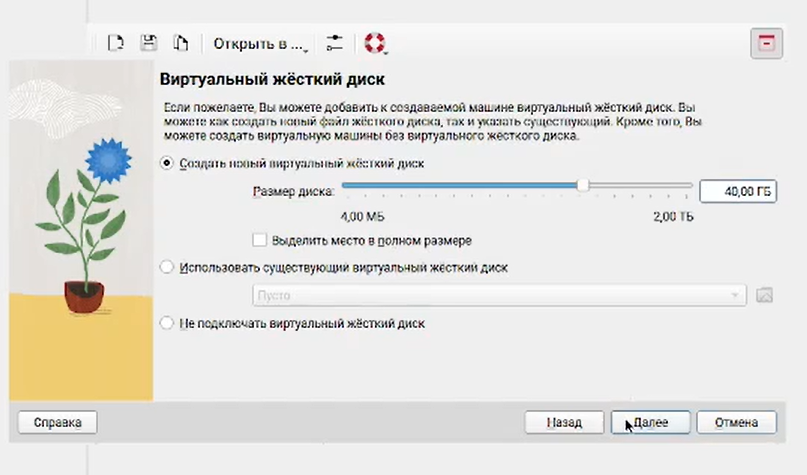 Открыть в ...
Виртуальный жёсткий диск
Если пожелаете, Вы можете добавить к создаваемой машине виртуальный жёсткий диск. Вы
можете как создать новый файл жёсткого диска, так и указать существующий. Кроме того, Вы
можете создать виртуальную машины без виртуального жёсткого диска.
Создать новый виртуальный жёсткий диск
Размер диска:
40,00 ГБ
4,00 МБ
2,00 ТБ
Выделить место в полном размере
Использовать существующий виртуальный жёсткий диск
Пусто
Не подключать виртуальный жёсткий диск
Справка
Назад
Далее
Отмена